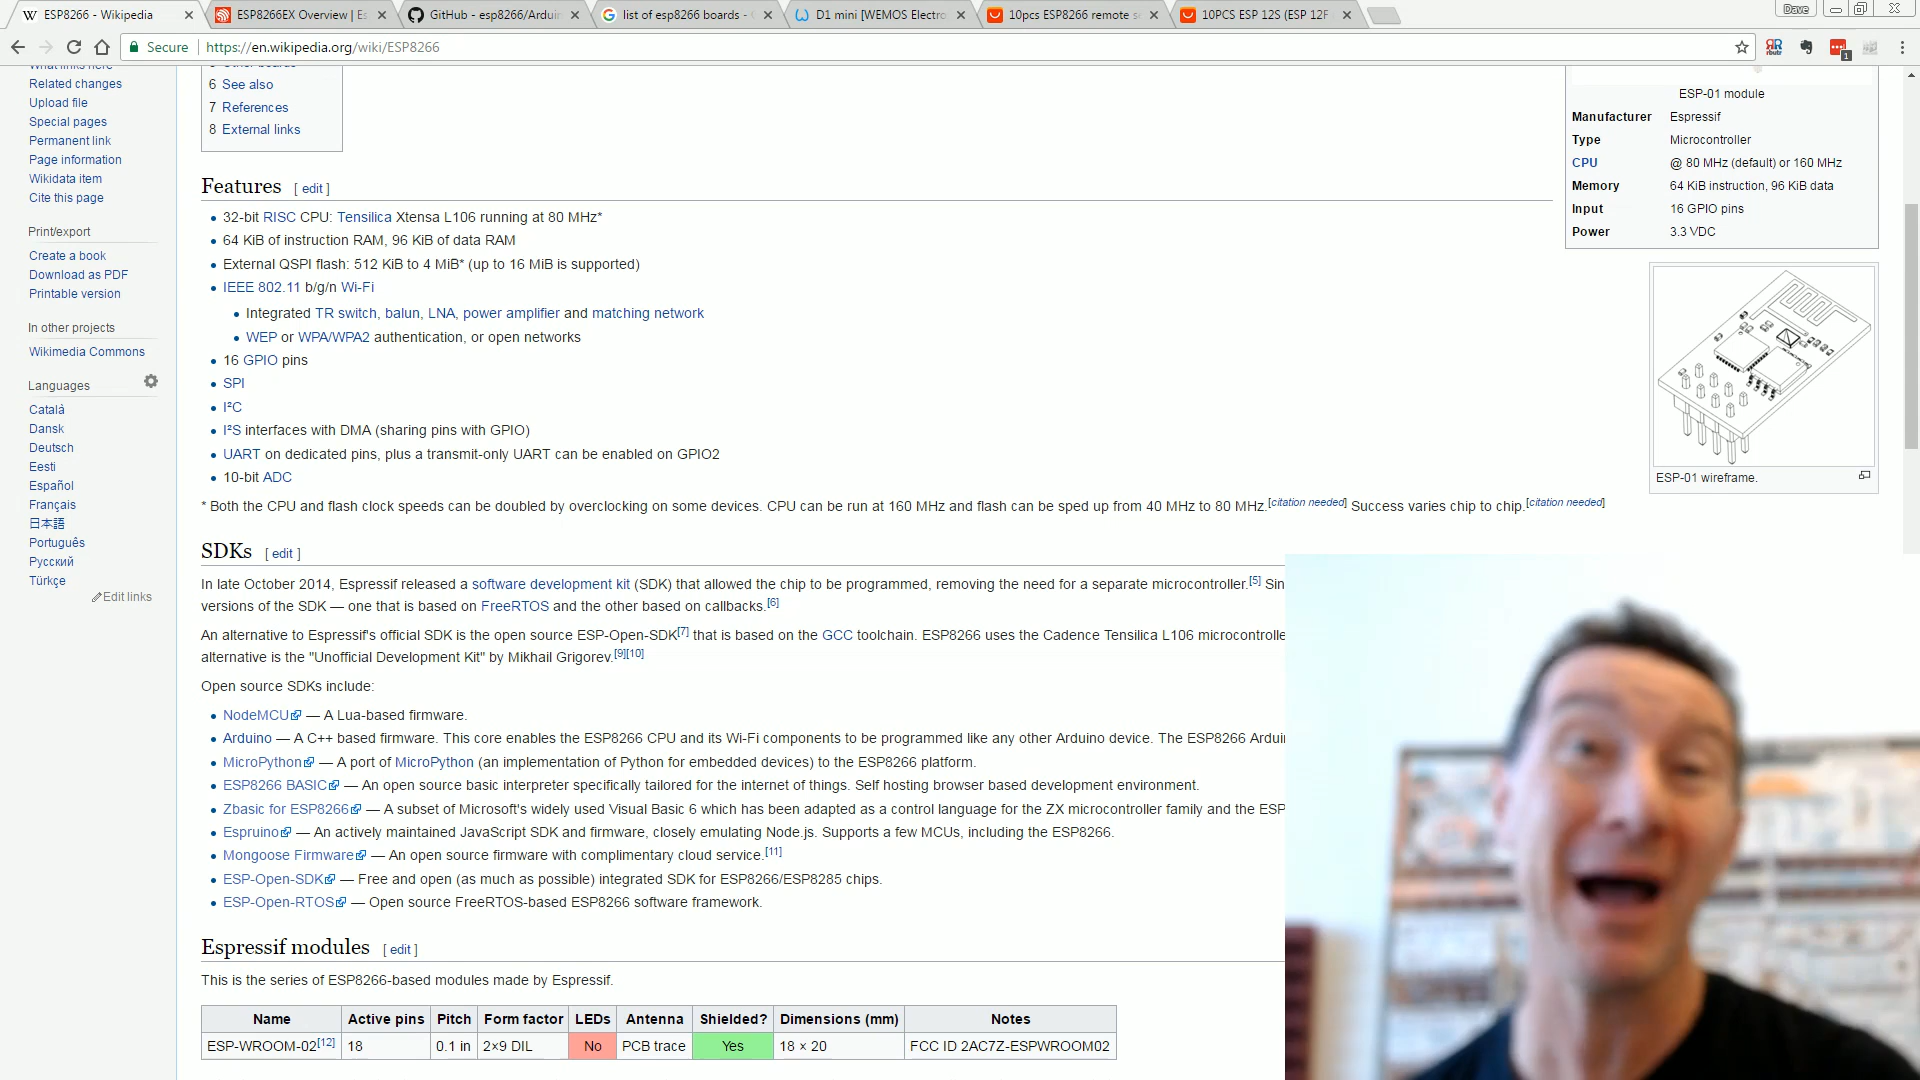 ESP8266 - Wikipedia
ESP8266EX Overview | Es
GitHub - esp8266/Arduin
list of esp8266 boards -
D1 mini [WEMOS Electro
10pcs ESP8266 remote se
10PCS ESP 12S (ESP 12F
Dave
Secure
https://en.wikipedia.org/wiki/ESP8266
rbutr
1
What links here
Related changes
Upload file
Special pages
Permanent link
Page information
Wikidata item
Cite this page
Print/export
Create a book
Download as PDF
Printable version
In other projects
Wikimedia Commons
Languages
Català
Dansk
Deutsch
Eesti
Español
Français
日本語
Português
Русский
Türkçe
Edit links
6 See also
7 References
8 External links
Features [ edit ]
32-bit RISC CPU: Tensilica Xtensa L106 running at 80 MHz*
64 KiB of instruction RAM, 96 KiB of data RAM
External QSPI flash: 512 KiB to 4 MiB* (up to 16 MiB is supported)
IEEE 802.11 b/g/n Wi-Fi
Integrated TR switch, balun, LNA, power amplifier and matching network
WEP or WPA/WPA2 authentication, or open networks
16 GPIO pins
SPI
I²C
I²S interfaces with DMA (sharing pins with GPIO)
UART on dedicated pins, plus a transmit-only UART can be enabled on GPIO2
10-bit ADC
* Both the CPU and flash clock speeds can be doubled by overclocking on some devices. CPU can be run at 160 MHz and flash can be sped up from 40 MHz to 80 MHz.[citation needed] Success varies chip to chip.[citation needed]
ESP-01 module
Manufacturer Espressif
Type Microcontroller
CPU @ 80 MHz (default) or 160 MHz
Memory 64 KiB instruction, 96 KiB data
Input 16 GPIO pins
Power 3.3 VDC
ESP-01 wireframe.
SDKs [ edit ]
In late October 2014, Espressif released a software development kit (SDK) that allowed the chip to be programmed, removing the need for a separate microcontroller.[5] Sin
versions of the SDK — one that is based on FreeRTOS and the other based on callbacks.[6]
An alternative to Espressif's official SDK is the open source ESP-Open-SDK[7] that is based on the GCC toolchain. ESP8266 uses the Cadence Tensilica L106 microcontrolle
alternative is the "Unofficial Development Kit" by Mikhail Grigorev.[9][10]
Open source SDKs include:
NodeMCU — A Lua-based firmware.
Arduino — A C++ based firmware. This core enables the ESP8266 CPU and its Wi-Fi components to be programmed like any other Arduino device. The ESP8266 Ardui
MicroPython — A port of MicroPython (an implementation of Python for embedded devices) to the ESP8266 platform.
ESP8266 BASIC — An open source basic interpreter specifically tailored for the internet of things. Self hosting browser based development environment.
Zbasic for ESP8266 — A subset of Microsoft's widely used Visual Basic 6 which has been adapted as a control language for the ZX microcontroller family and the ESP
Espruino — An actively maintained JavaScript SDK and firmware, closely emulating Node.js. Supports a few MCUs, including the ESP8266.
Mongoose Firmware — An open source firmware with complimentary cloud service.[11]
ESP-Open-SDK — Free and open (as much as possible) integrated SDK for ESP8266/ESP8285 chips.
ESP-Open-RTOS — Open source FreeRTOS-based ESP8266 software framework.
Espressif modules [ edit ]
This is the series of ESP8266-based modules made by Espressif.
Name Active pins Pitch Form factor LEDs Antenna Shielded? Dimensions (mm) Notes
ESP-WROOM-02[12] 18 0.1 in 2×9 DIL No PCB trace Yes 18 × 20 FCC ID 2AC7Z-ESPWROOM02